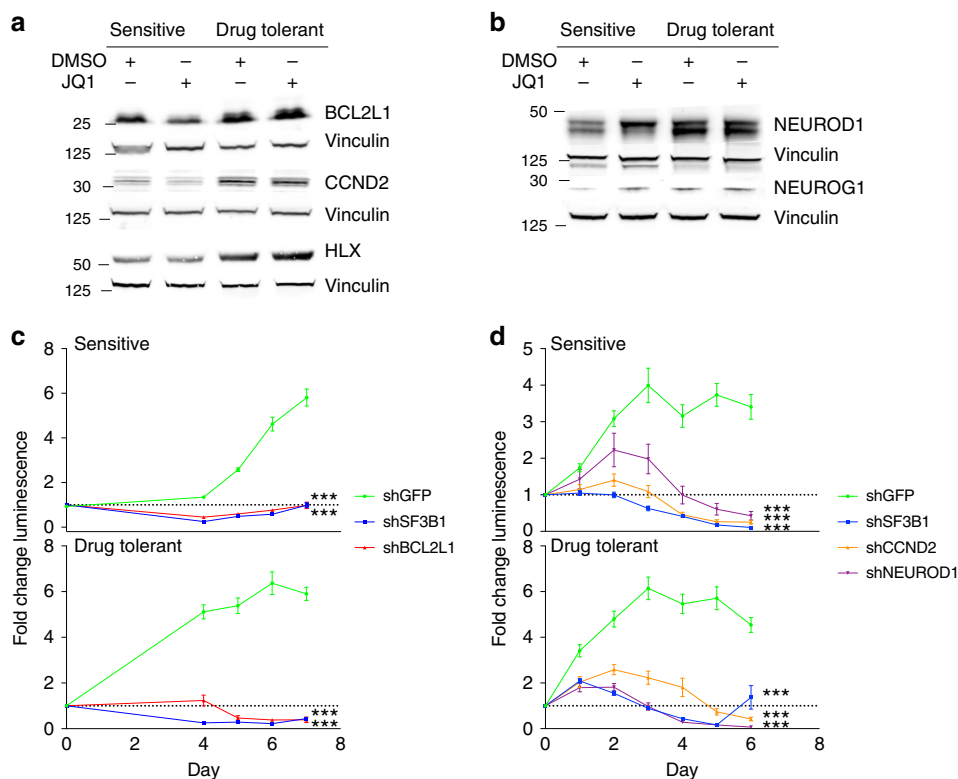 a
Sensitive Drug tolerant
DMSO + – + –
JQ1 – + – +
25 BCL2L1
125 Vinculin
30 CCND2
125 Vinculin
50 HLX
125 Vinculin
b
Sensitive Drug tolerant
DMSO + – + –
JQ1 – + – +
50 NEUROD1
125 Vinculin
30 NEUROG1
125 Vinculin
c
Sensitive
8
6
4
2
0
***
***
Drug tolerant
8
6
4
2
0
***
***
0 2 4 6 8
Day
Fold change luminescence
shGFP
shSF3B1
shBCL2L1
d
Sensitive
5
4
3
2
1
0
***
***
***
Drug tolerant
8
6
4
2
0
***
***
***
0 2 4 6 8
Day
Fold change luminescence
shGFP
shSF3B1
shCCND2
shNEUROD1